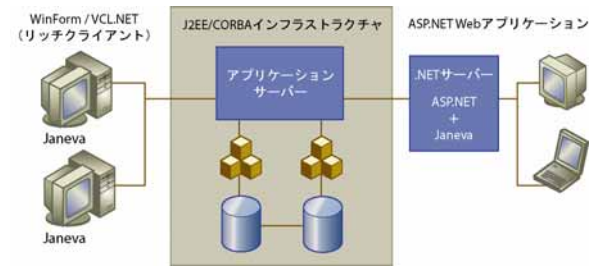 WinForm / VCL.NET
(リッチクライアント)
Janeva
Janeva
J2EE/CORBAインフラストラクチャ
アプリケーション
サーバー
ASP.NET Webアプリケーション
.NETサーバー
ASP.NET
+
Janeva